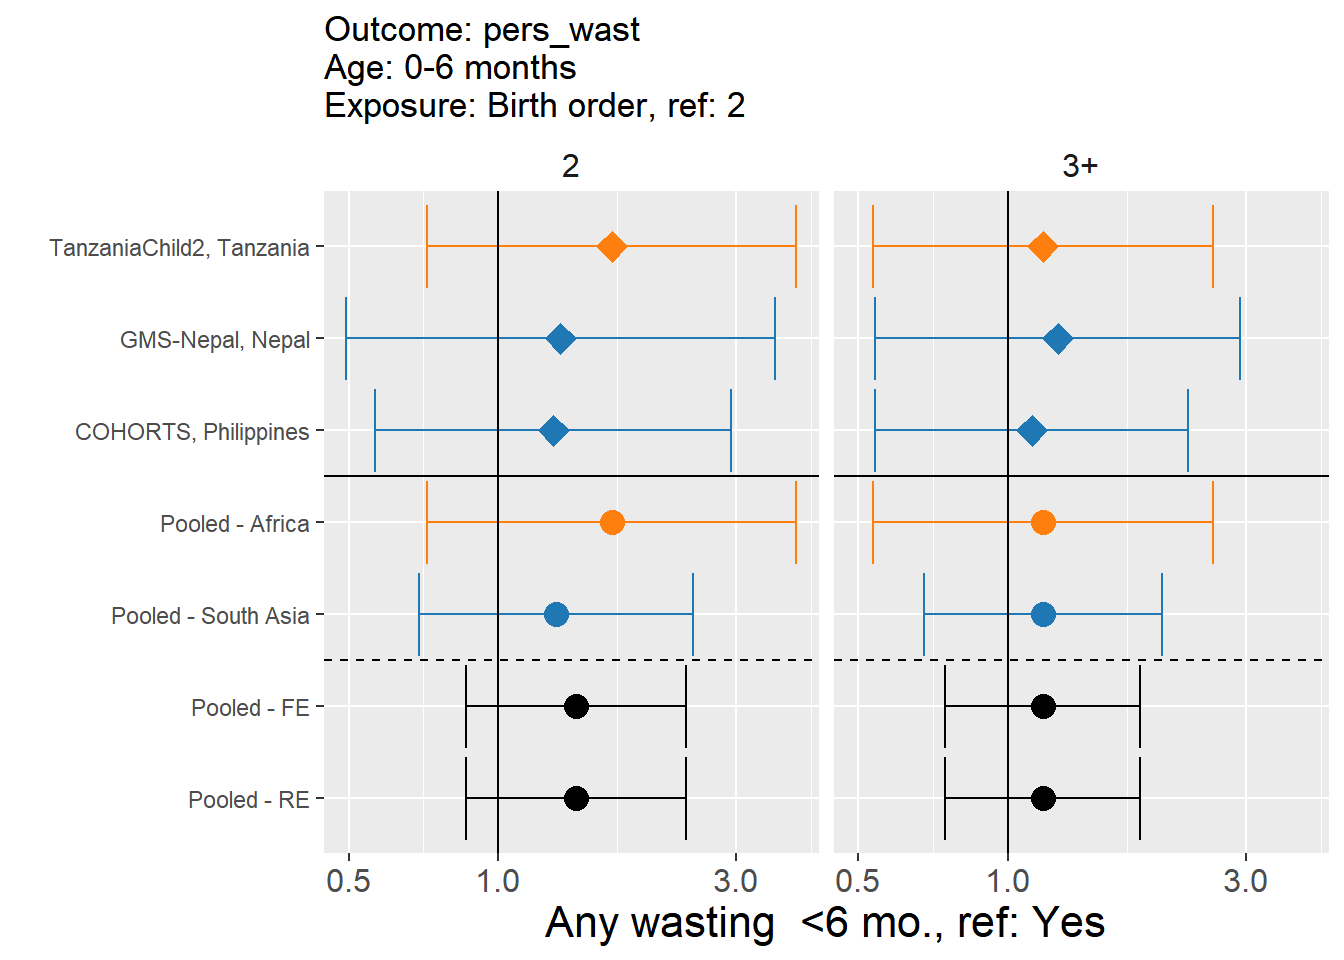 Outcome: pers_wast
Age: 0-6 months
Exposure: Birth order, ref: 2
2
3+
TanzaniaChild2, Tanzania
GMS-Nepal, Nepal
COHORTS, Philippines
Pooled - Africa
Pooled - South Asia
Pooled - FE
Pooled - RE
0.5 1.0 3.0
0.5 1.0 3.0
Any wasting  <6 mo., ref: Yes